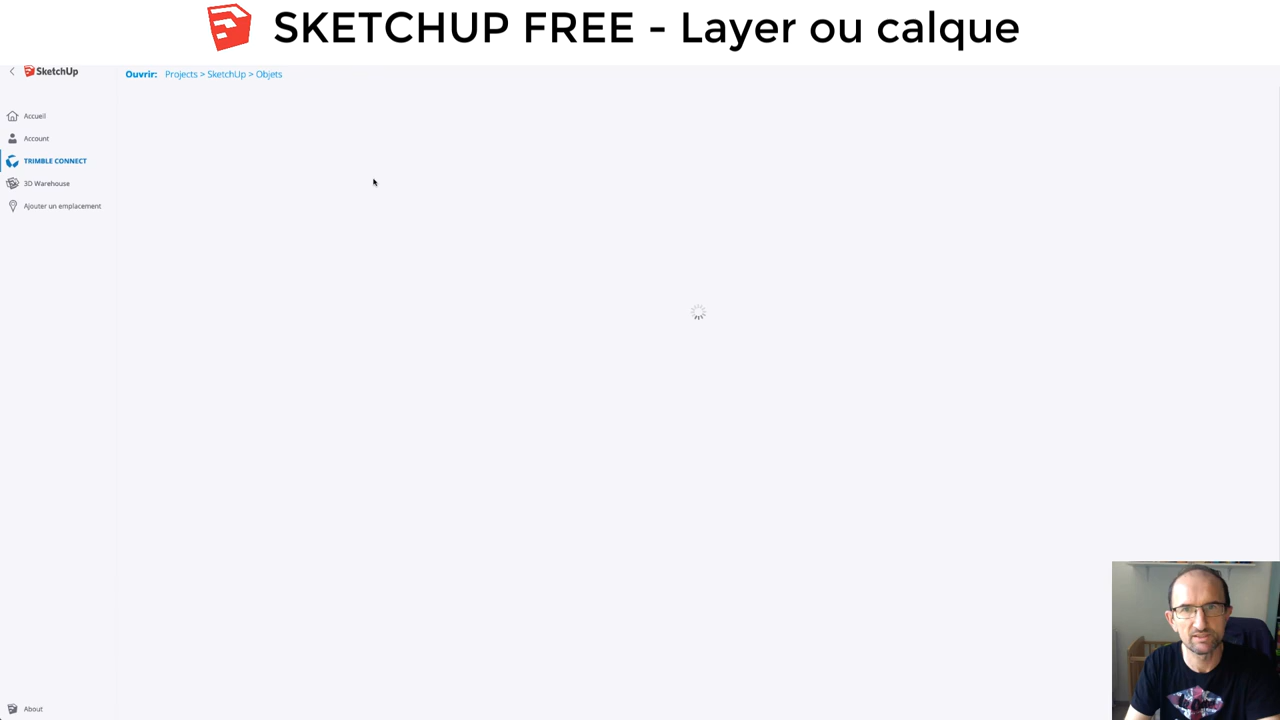 SKETCHUP FREE - Layer ou calque
SketchUp
Ouvrir: Projects > SketchUp > Objets
Accueil
Account
TRIMBLE CONNECT
3D Warehouse
Ajouter un emplacement
About